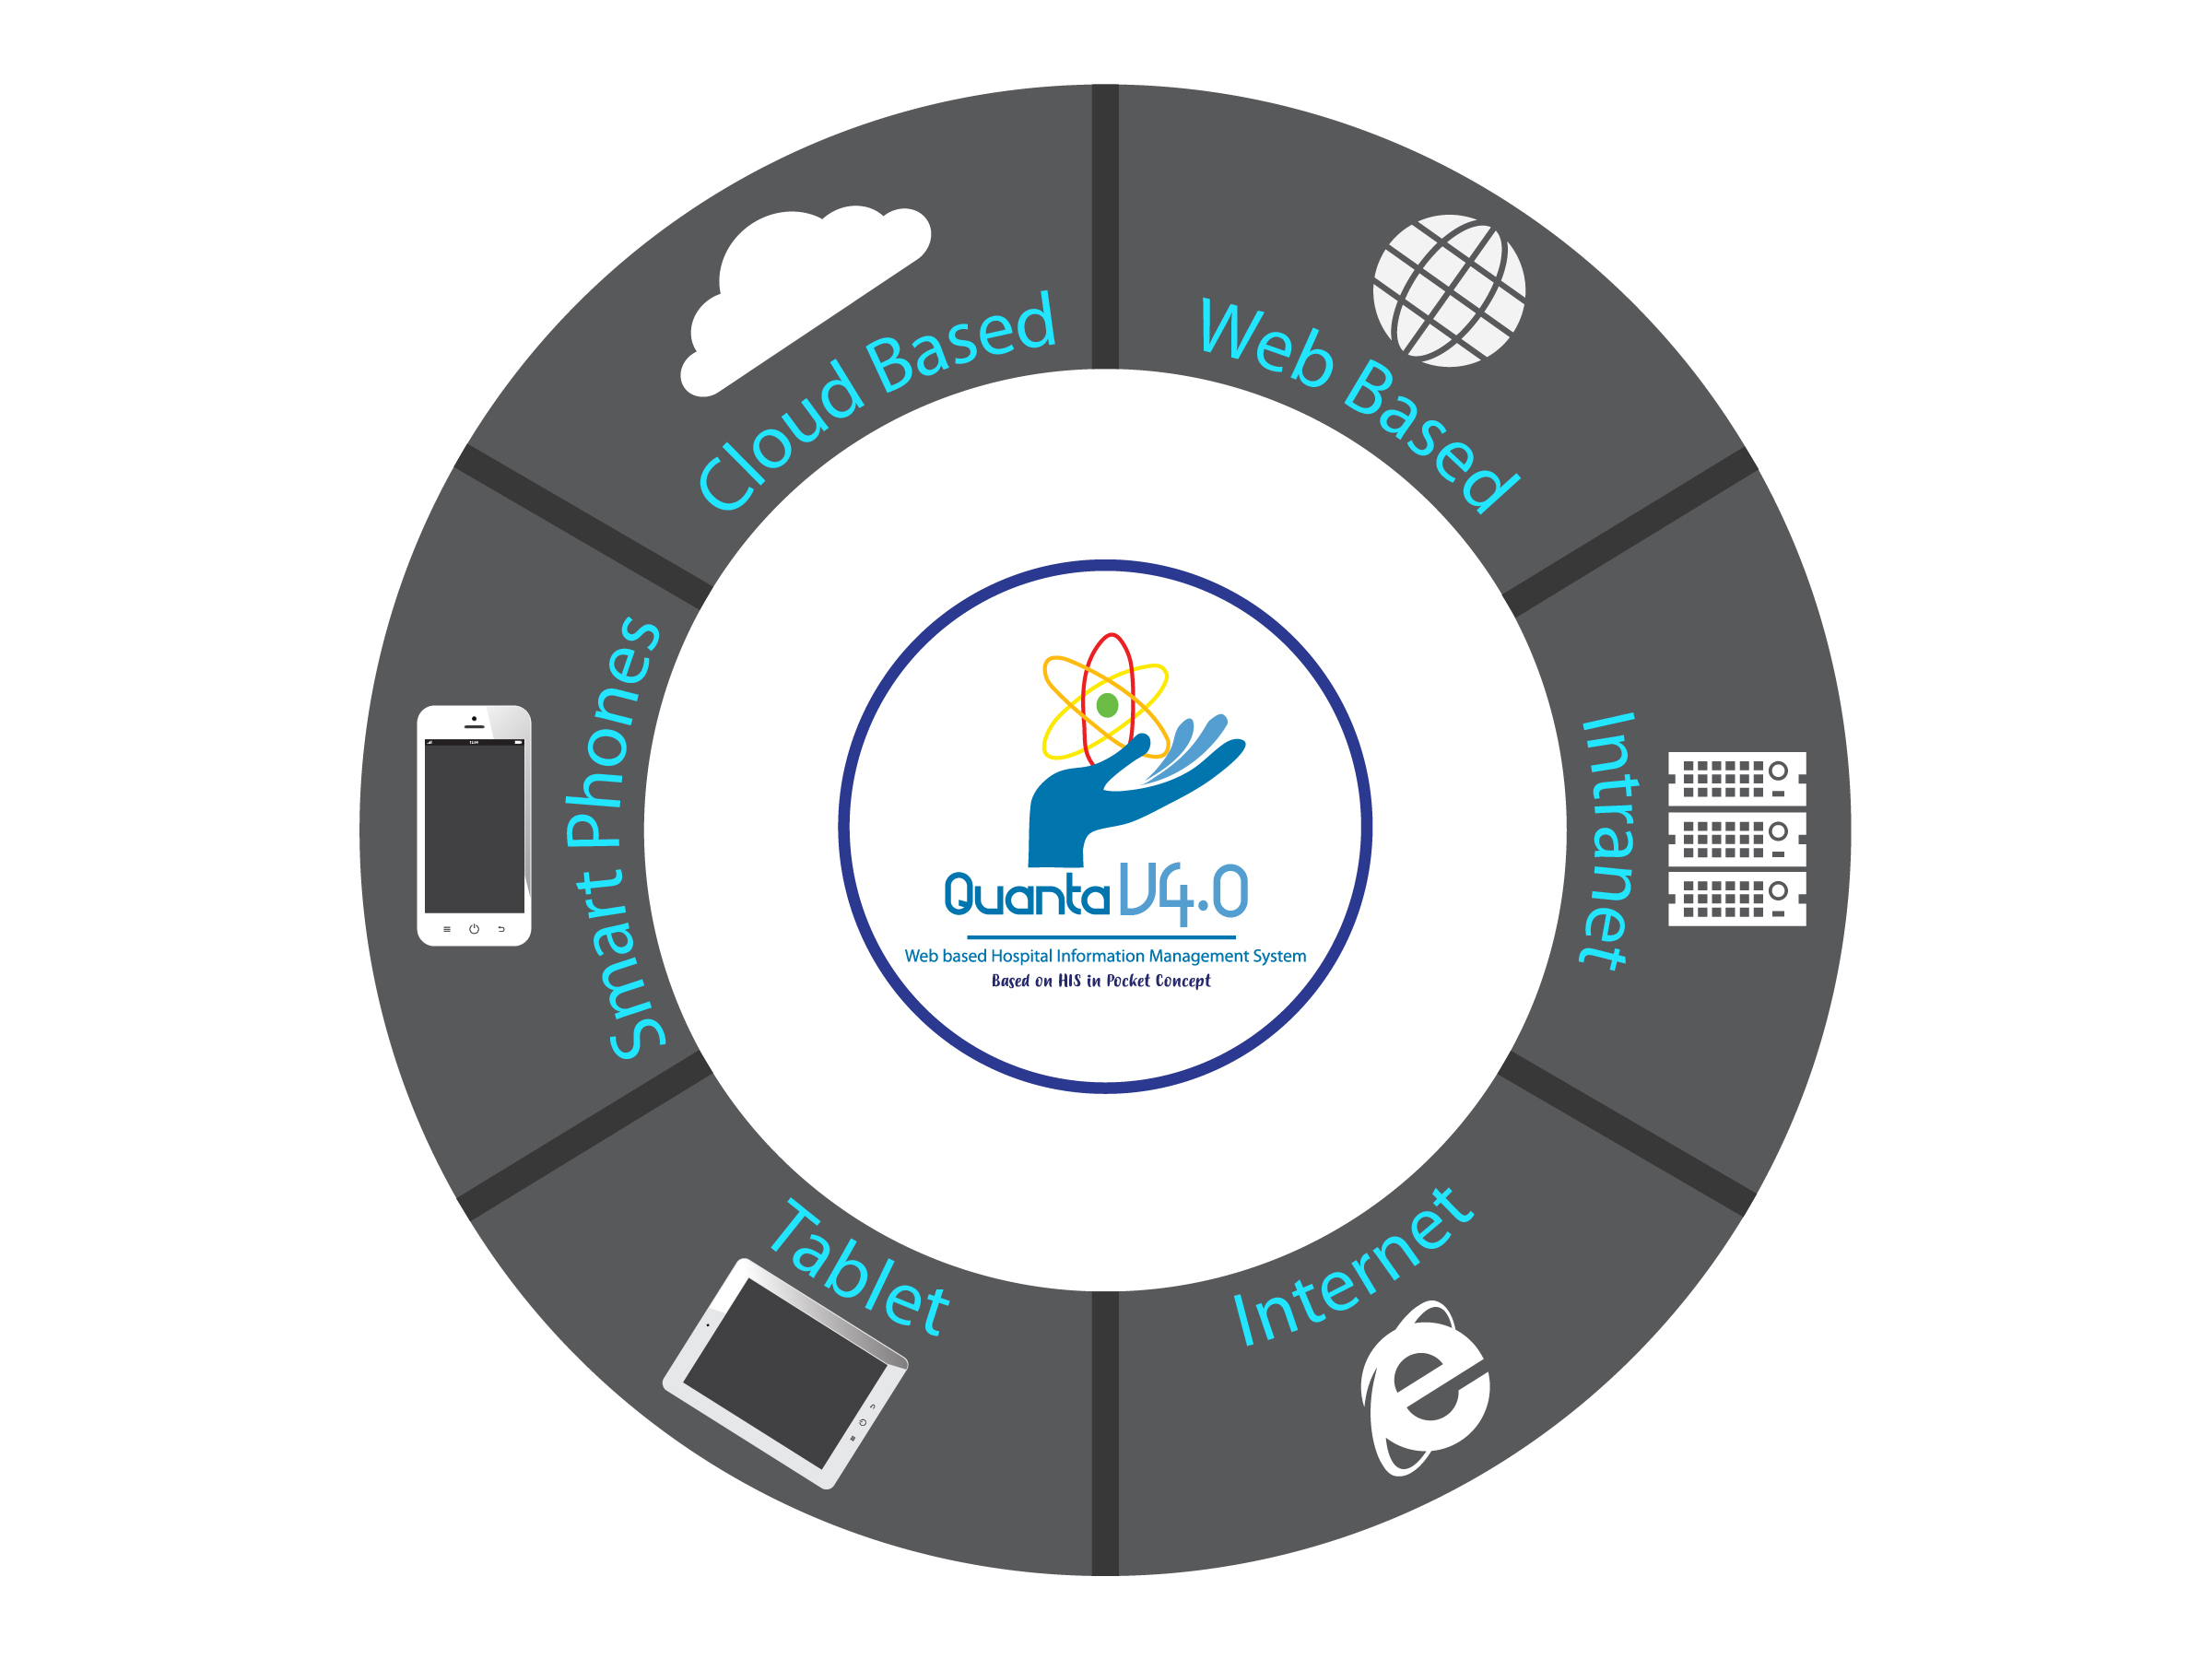 Cloud Based
Web Based
Smart Phones
Intranet
Quanta V4.0
Web based Hospital Information Management System
Based on HIS in Pocket Concept
Tablet
Internet